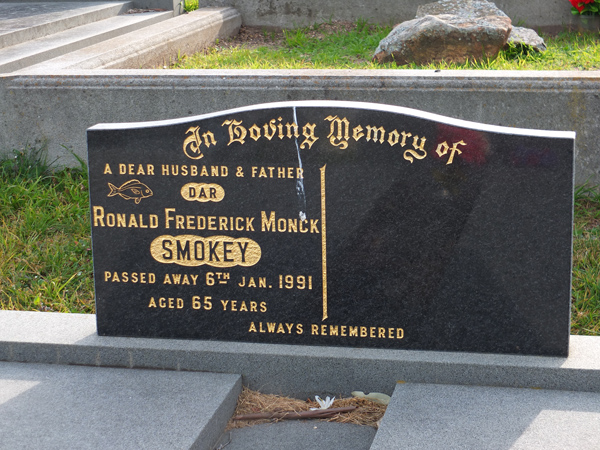 In Loving Memory of
A DEAR HUSBAND & FATHER
DAR
RONALD FREDERICK MONCK
SMOKEY
PASSED AWAY 6TH JAN. 1991
AGED 65 YEARS
ALWAYS REMEMBERED